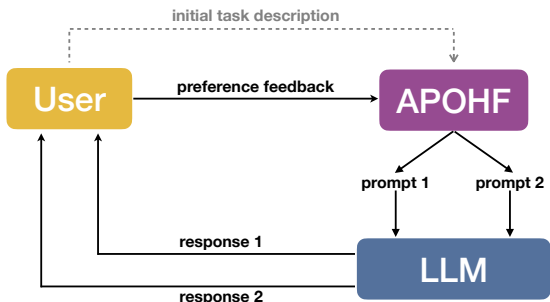 initial task description
User
preference feedback
APOHF
prompt 1
prompt 2
response 1
LLM
response 2